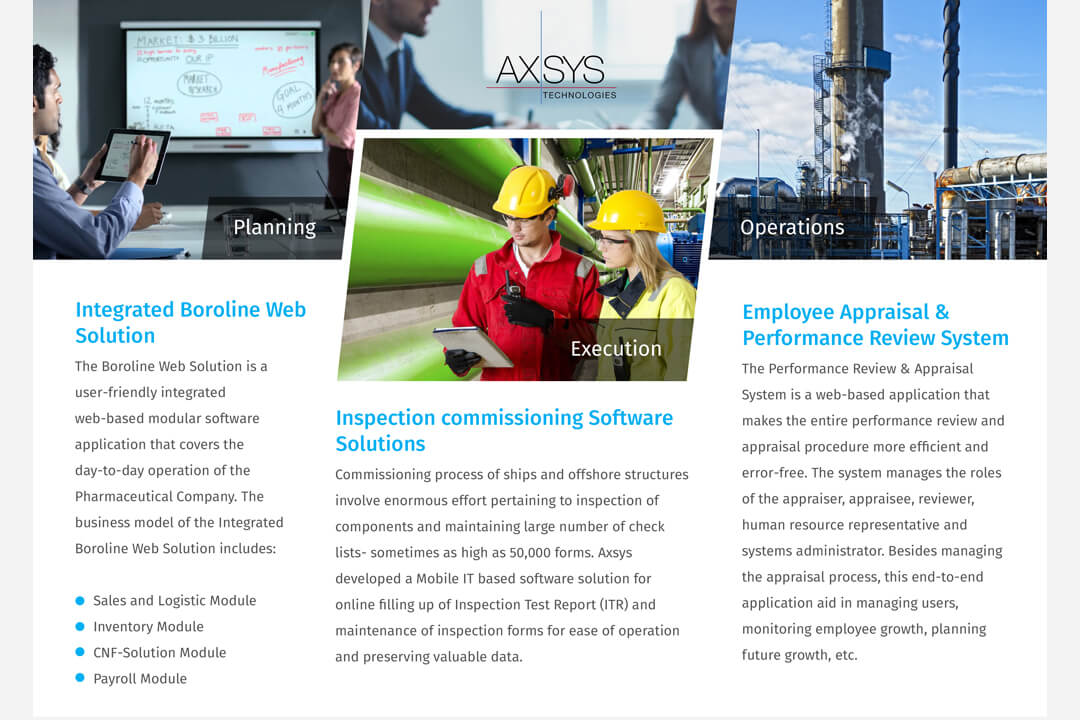 MARKET: $ 3 BILLION
OPPORTUNITY OUR IP
Manufacturing
MARKET
RESEARCH
GOAL
4 MONTHS
12 MONTHS
AXSYS
TECHNOLOGIES
Planning
Operations
Execution
Integrated Boroline Web
Solution
The Boroline Web Solution is a
user-friendly integrated
web-based modular software
application that covers the
day-to-day operation of the
Pharmaceutical Company. The
business model of the Integrated
Boroline Web Solution includes:
Sales and Logistic Module
Inventory Module
CNF-Solution Module
Payroll Module
Inspection commissioning Software
Solutions
Commissioning process of ships and offshore structures
involve enormous effort pertaining to inspection of
components and maintaining large number of check
lists- sometimes as high as 50,000 forms. Axsys
developed a Mobile IT based software solution for
online filling up of Inspection Test Report (ITR) and
maintenance of inspection forms for ease of operation
and preserving valuable data.
Employee Appraisal &
Performance Review System
The Performance Review & Appraisal
System is a web-based application that
makes the entire performance review and
appraisal procedure more efficient and
error-free. The system manages the roles
of the appraiser, appraisee, reviewer,
human resource representative and
systems administrator. Besides managing
the appraisal process, this end-to-end
application aid in managing users,
monitoring employee growth, planning
future growth, etc.